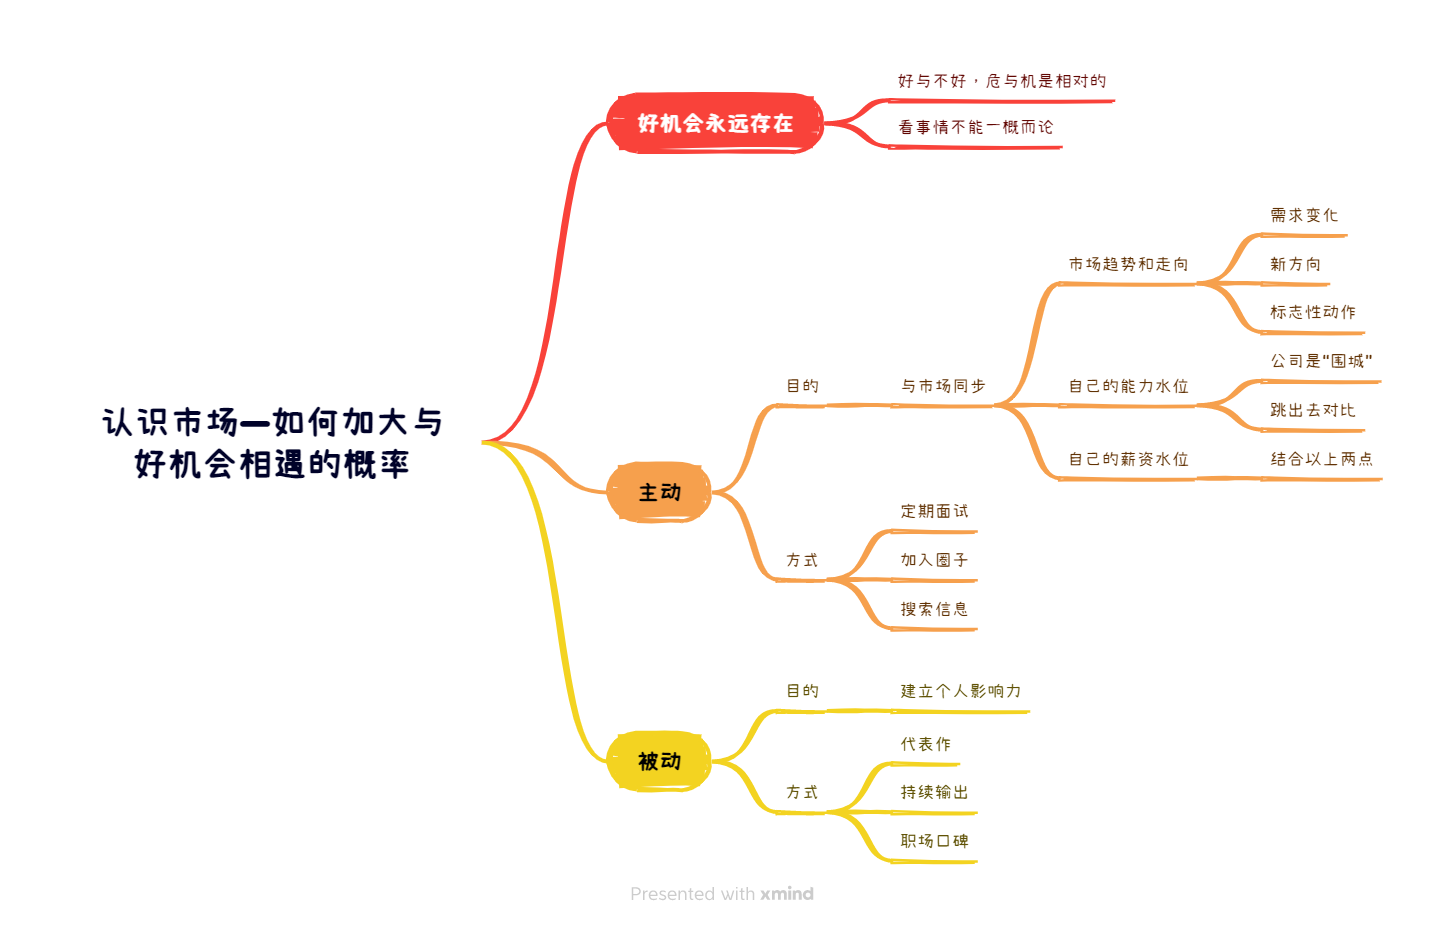 认识市场—如何加大与
好机会相遇的概率
好机会永远存在
好与不好，危与机是相对的
看事情不能一概而论
主动
目的
与市场同步
市场趋势和走向
需求变化
新方向
标志性动作
自己的能力水位
公司是"围城"
跳出去对比
自己的薪资水位
结合以上两点
方式
定期面试
加入圈子
搜索信息
被动
目的
建立个人影响力
方式
代表作
持续输出
职场口碑
Presented with xmind